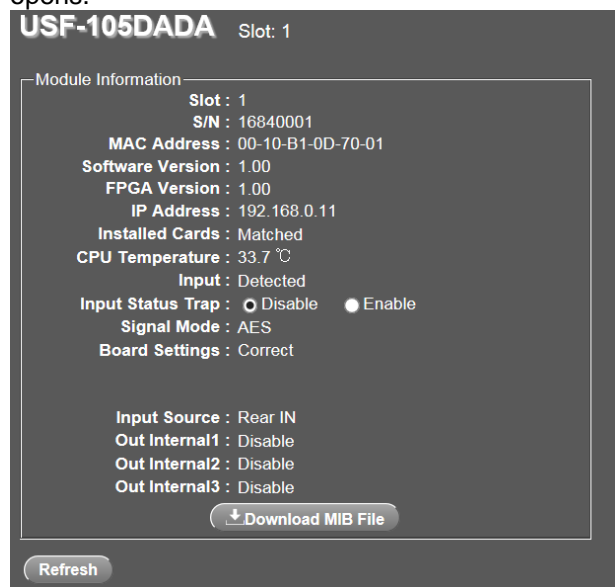 opens.
USF-105DADA Slot: 1
Module Information
Slot : 1
S/N : 16840001
MAC Address : 00-10-B1-0D-70-01
Software Version : 1.00
FPGA Version : 1.00
IP Address : 192.168.0.11
Installed Cards : Matched
CPU Temperature : 33.7 ℃
Input : Detected
Input Status Trap : Disable Enable
Signal Mode : AES
Board Settings : Correct
Input Source : Rear IN
Out Internal1 : Disable
Out Internal2 : Disable
Out Internal3 : Disable
Download MIB File
Refresh